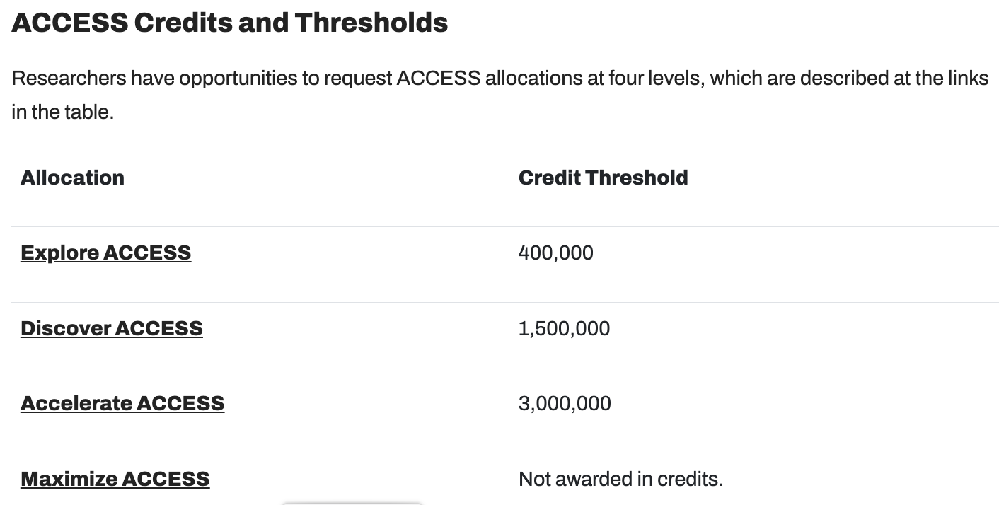 ACCESS Credits and Thresholds
Researchers have opportunities to request ACCESS allocations at four levels, which are described at the links
in the table.
Allocation Credit Threshold
Explore ACCESS 400,000
Discover ACCESS 1,500,000
Accelerate ACCESS 3,000,000
Maximize ACCESS Not awarded in credits.